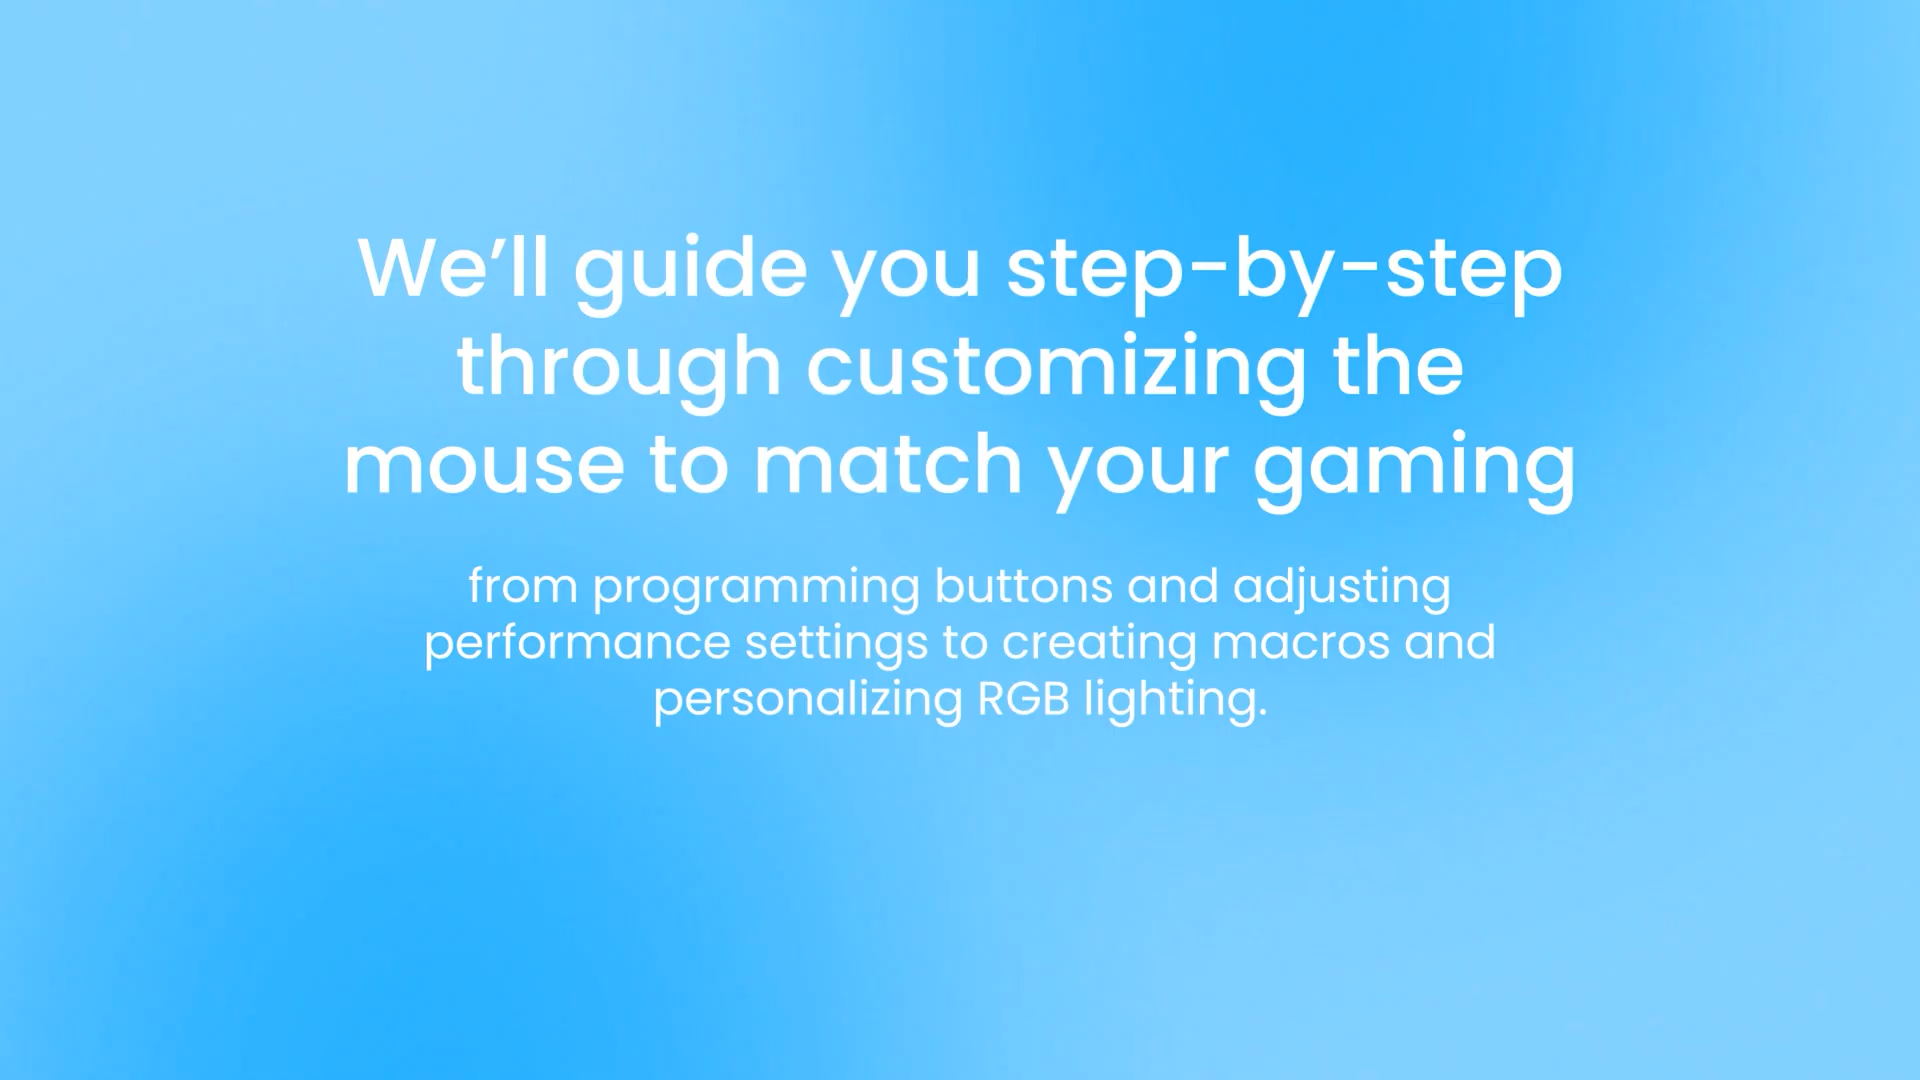 We’ll guide you step-by-step
through customizing the
mouse to match your gaming
from programming buttons and adjusting
performance settings to creating macros and
personalizing RGB lighting.